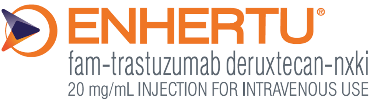 ENHERTU®
fam-trastuzumab deruxtecan-nxki
20 mg/mL INJECTION FOR INTRAVENOUS USE